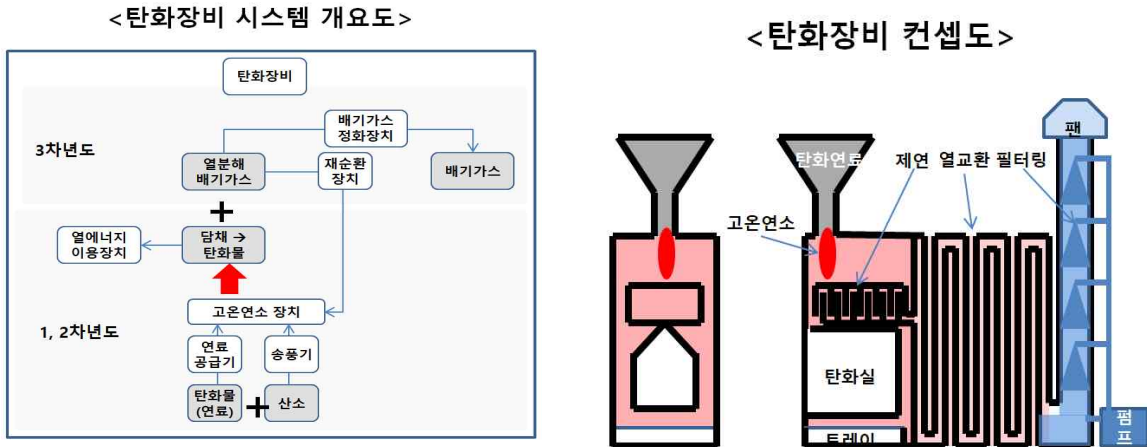 <탄화장비 시스템 개요도>
탄화장비
3차년도
배기가스
정화장치
열분해
배기가스
재순환
장치
배기가스
+
열에너지
이용장치
담채 →
탄화물
1, 2차년도
고온연소 장치
연료
공급기
송풍기
탄화물
(연료)
+
산소
<탄화장비 컨셉도>
팬
탄화연료
제연 열교환 필터링
고온연소
탄화실
트레이
펌
프